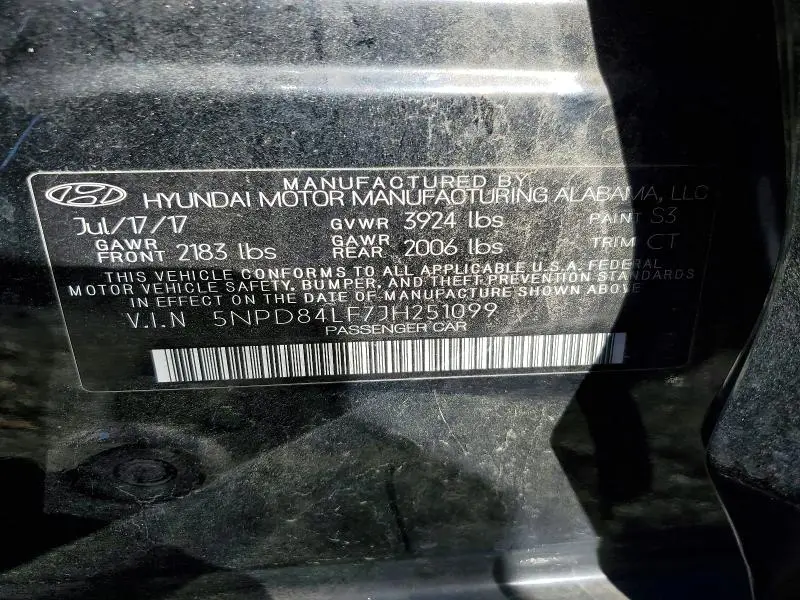 MANUFACTURED BY
HYUNDAI MOTOR MANUFACTURING ALABAMA, LLC
Jul/17/17 GVWR 3924 lbs PAINT S3
GAWR FRONT 2183 lbs GAWR REAR 2006 lbs TRIM CT
THIS VEHICLE CONFORMS TO ALL APPLICABLE U.S.A. FEDERAL
MOTOR VEHICLE SAFETY, BUMPER, AND THEFT PREVENTION STANDARDS
IN EFFECT ON THE DATE OF MANUFACTURE SHOWN ABOVE
V.I.N 5NPD84LF7JH251099
PASSENGER CAR